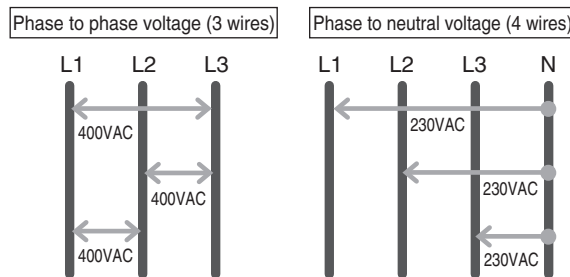 Phase to phase voltage (3 wires)
L1 L2 L3
400VAC
400VAC
400VAC
Phase to neutral voltage (4 wires)
L1 L2 L3 N
230VAC
230VAC
230VAC